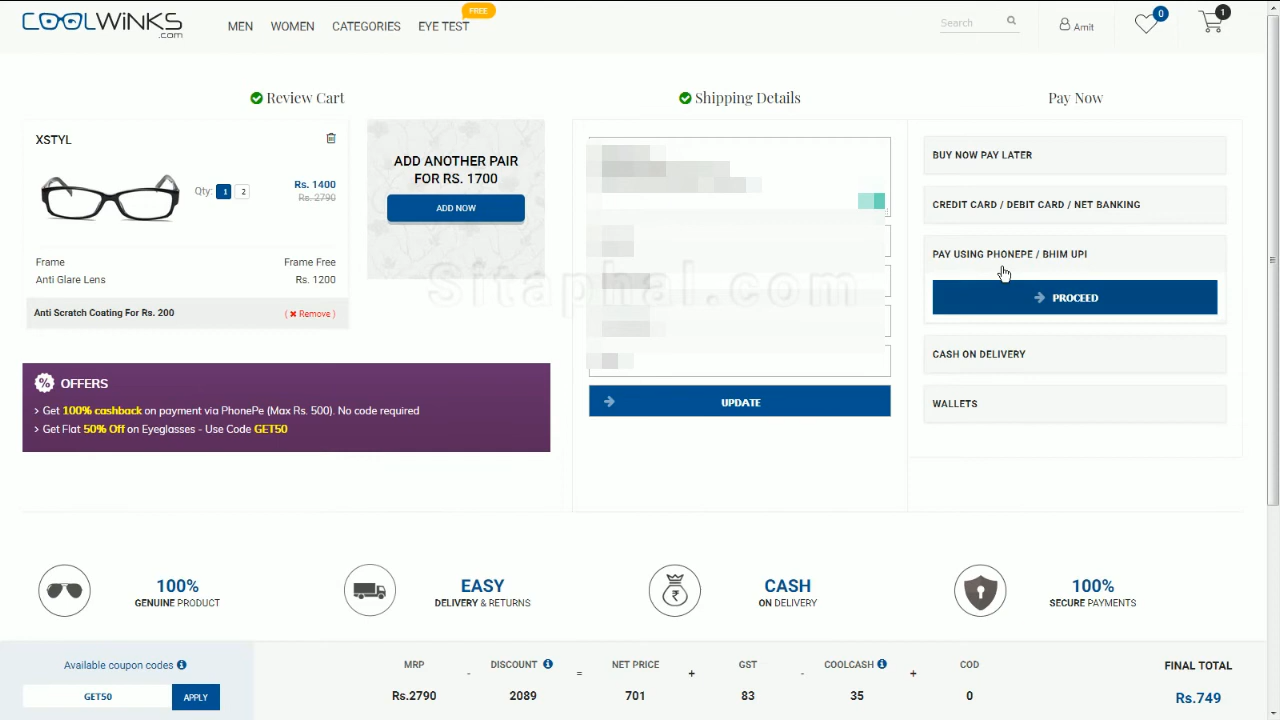 COOLWiNKS
.com
MEN
WOMEN
CATEGORIES
EYE TEST
FREE
Search
Amit
0
1
Review Cart
XSTYL
Qty: 1 2
Rs. 1400
Rs. 2790
Frame Frame Free
Anti Glare Lens Rs. 1200
Anti Scratch Coating For Rs. 200 ( ✖ Remove )
ADD ANOTHER PAIR
FOR RS. 1700
ADD NOW
OFFERS
> Get 100% cashback on payment via PhonePe (Max Rs. 500). No code required
> Get Flat 50% Off on Eyeglasses - Use Code GET50
Shipping Details
UPDATE
Pay Now
BUY NOW PAY LATER
CREDIT CARD / DEBIT CARD / NET BANKING
PAY USING PHONEPE / BHIM UPI
PROCEED
CASH ON DELIVERY
WALLETS
Sitaphal.com
100%
GENUINE PRODUCT
EASY
DELIVERY & RETURNS
CASH
ON DELIVERY
100%
SECURE PAYMENTS
Available coupon codes
GET50
APPLY
MRP - DISCOUNT = NET PRICE + GST - COOLCASH + COD
Rs.2790 2089 701 83 35 0
FINAL TOTAL
Rs.749